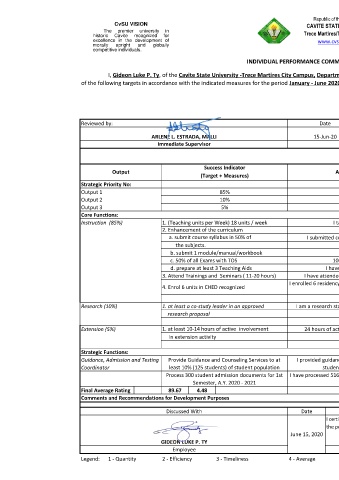 CvSU VISION
The premier university in
historic Cavite recognized for
excellence in the development of
morally upright and globally
competitive individuals.
Republic of th
CAVITE STATE
Trece Martires
www.cvs
INDIVIDUAL PERFORMANCE COMM
I, Gideon Luke P. Ty, of the Cavite State University -Trece Martires City Campus, Departm
of the following targets in accordance with the indicated measures for the period January - June 2020
Reviewed by: Date
ARLENE L. ESTRADA, MALLI 15-Jun-20
Immediate Supervisor
Output Success Indicator A
(Target + Measures)
Strategic Priority No:
Output 1 85%
Output 2 10%
Output 3 5%
Core Functions:
Instruction (85%) 1. (Teaching units per Week) 18 units / week I t
2. Enhancement of the curriculum
a. submit course syllabus in 50% of I submitted c
the subjects.
b. submit 1 module/manual/workbook
c. 50% of all Exams with TOS 10
d. prepare at least 3 Teaching Aids I have
3. Attend Trainings and Seminars ( 11-20 hours) I have attende
4. Enrol 6 units in CHED recognized I enrolled 6 residency
Research (10%) 1. at least a co-study leader in an approved I am a research sta
research proposal
Extension (5%) 1. at least 10-14 hours of active involvement 24 hours of act
in extension activity
Strategic Functions:
Guidance, Admission and Testing Provide Guidance and Counseling Services to at I provided guidanc
Coordinator least 10% (125 students) of student population studen
Process 300 student admission documents for 1st I have processed 516
Semester, A.Y. 2020 - 2021
Final Average Rating 89.67 4.48
Comments and Recommendations for Development Purposes
Discussed With Date
I certi
the pe
June 15, 2020
GIDEON LUKE P. TY
Employee
Legend: 1 - Quantity 2 - Efficiency 3 - Timeliness 4 - Average